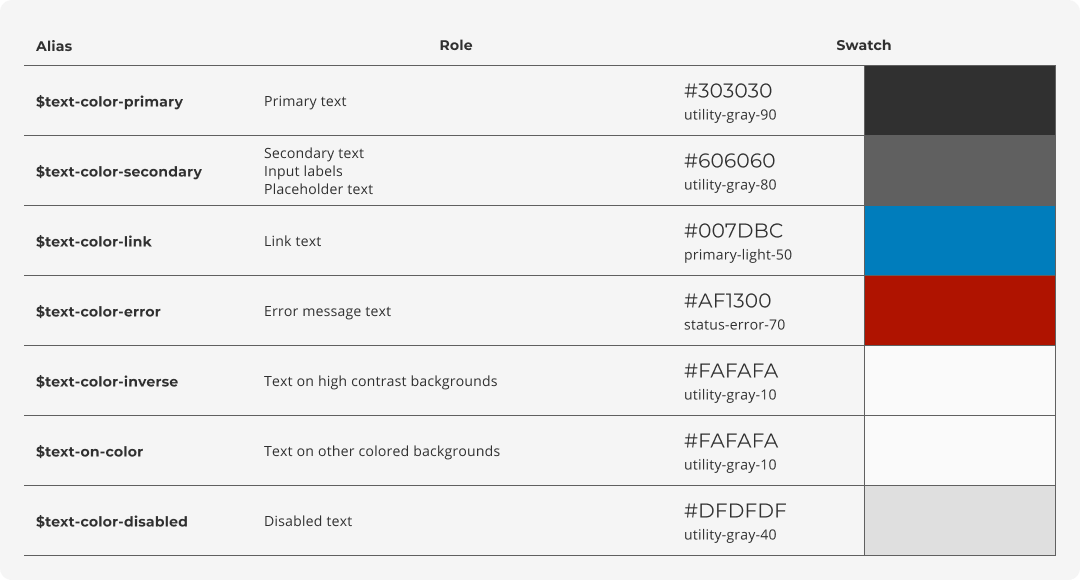 Alias Role Swatch
$text-color-primary Primary text #303030
utility-gray-90
$text-color-secondary Secondary text
Input labels
Placeholder text
#606060
utility-gray-80
$text-color-link Link text #007DBC
primary-light-50
$text-color-error Error message text #AF1300
status-error-70
$text-color-inverse Text on high contrast backgrounds #FAFAFA
utility-gray-10
$text-on-color Text on other colored backgrounds #FAFAFA
utility-gray-10
$text-color-disabled Disabled text #DFDFDF
utility-gray-40